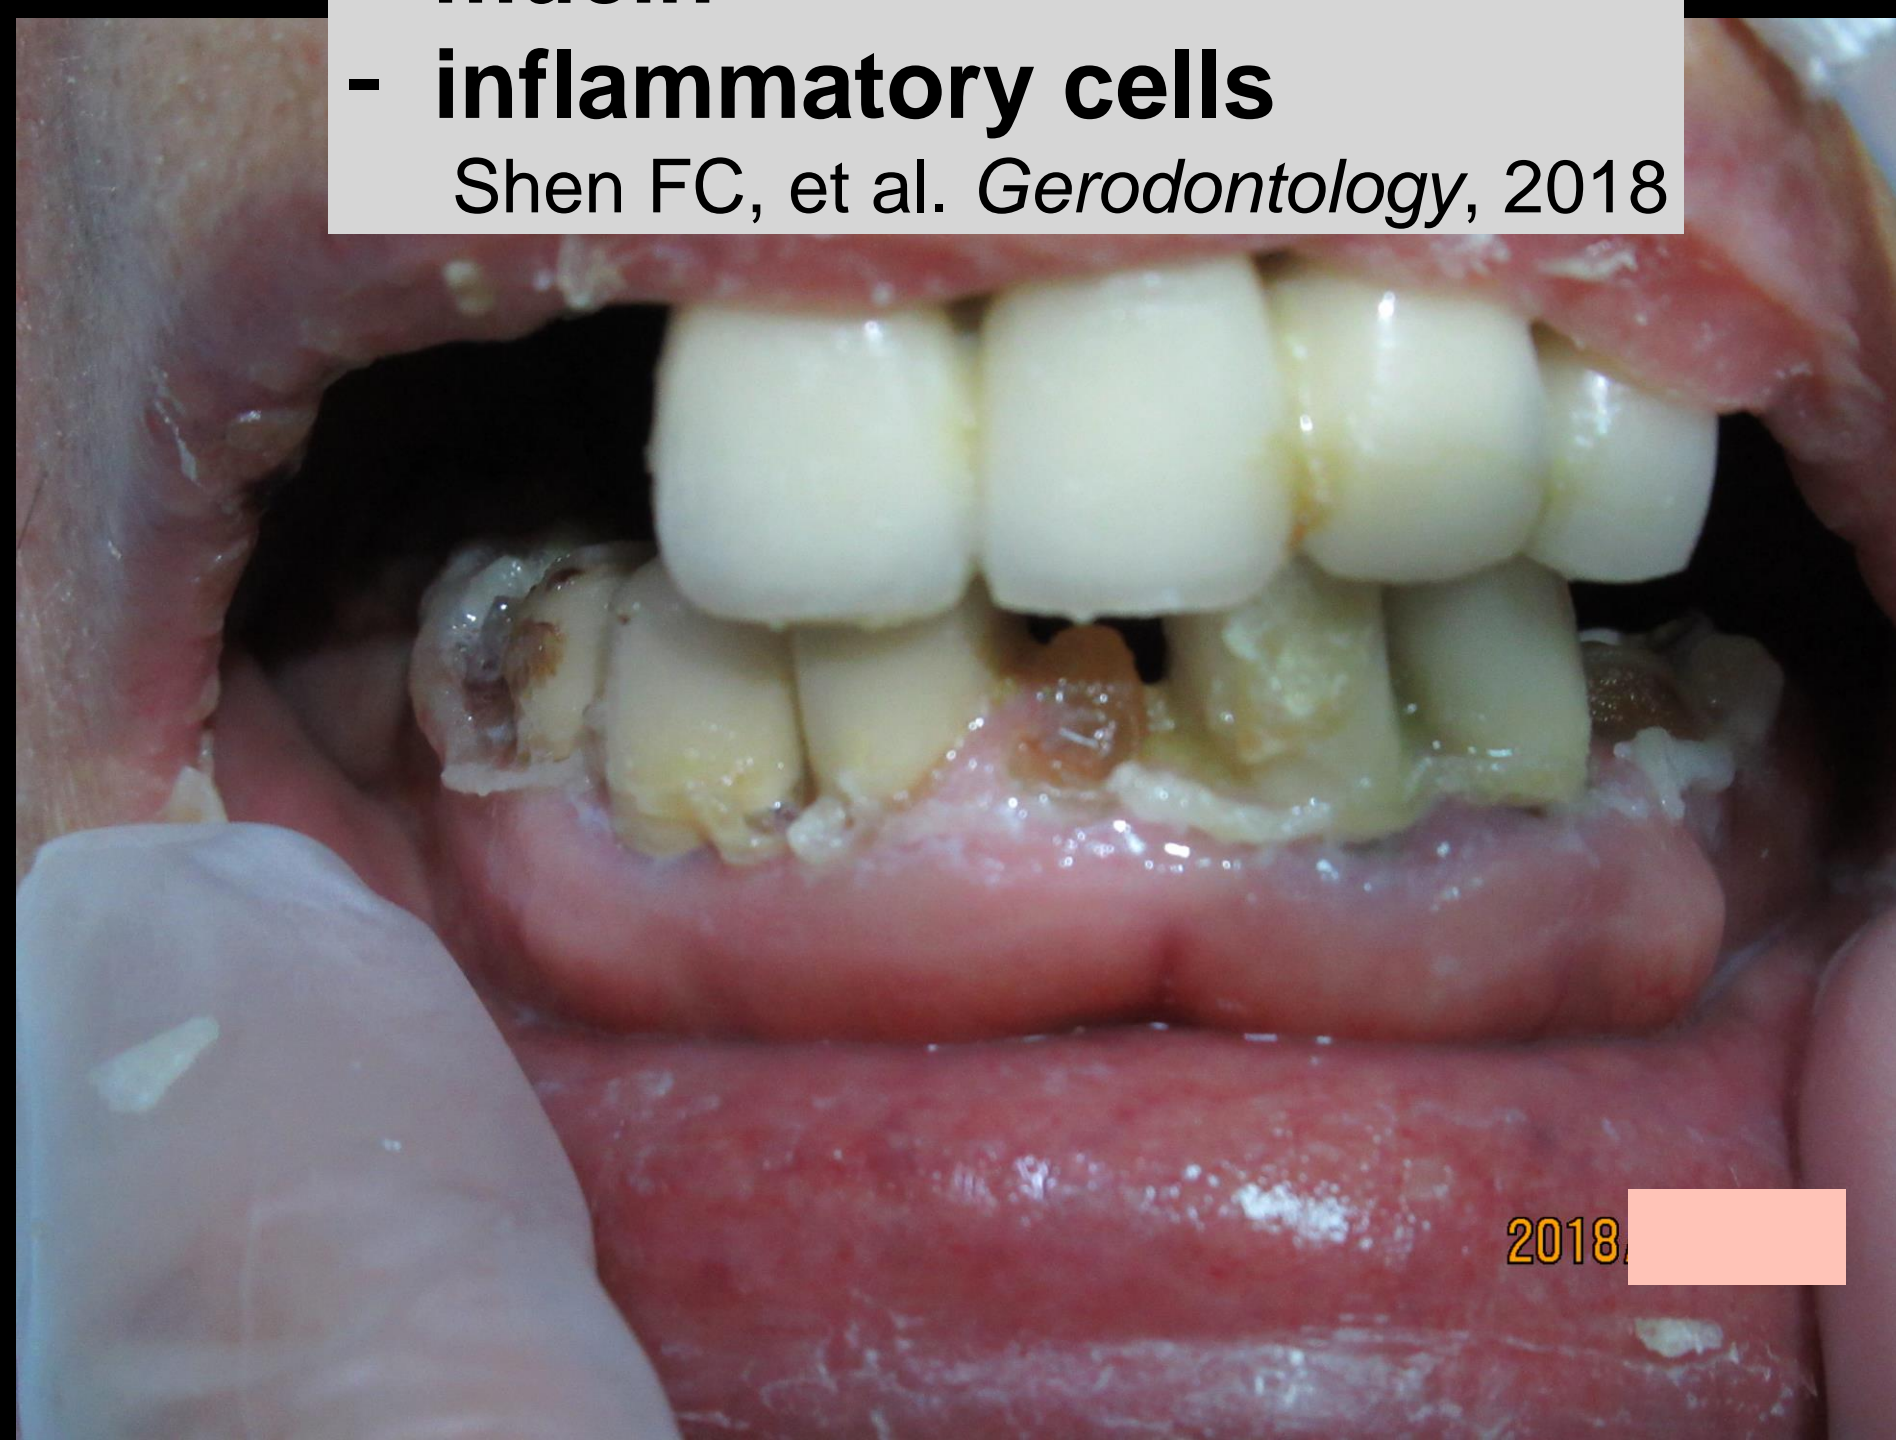 - inflammatory cells
Shen FC, et al. Gerodontology, 2018
2018